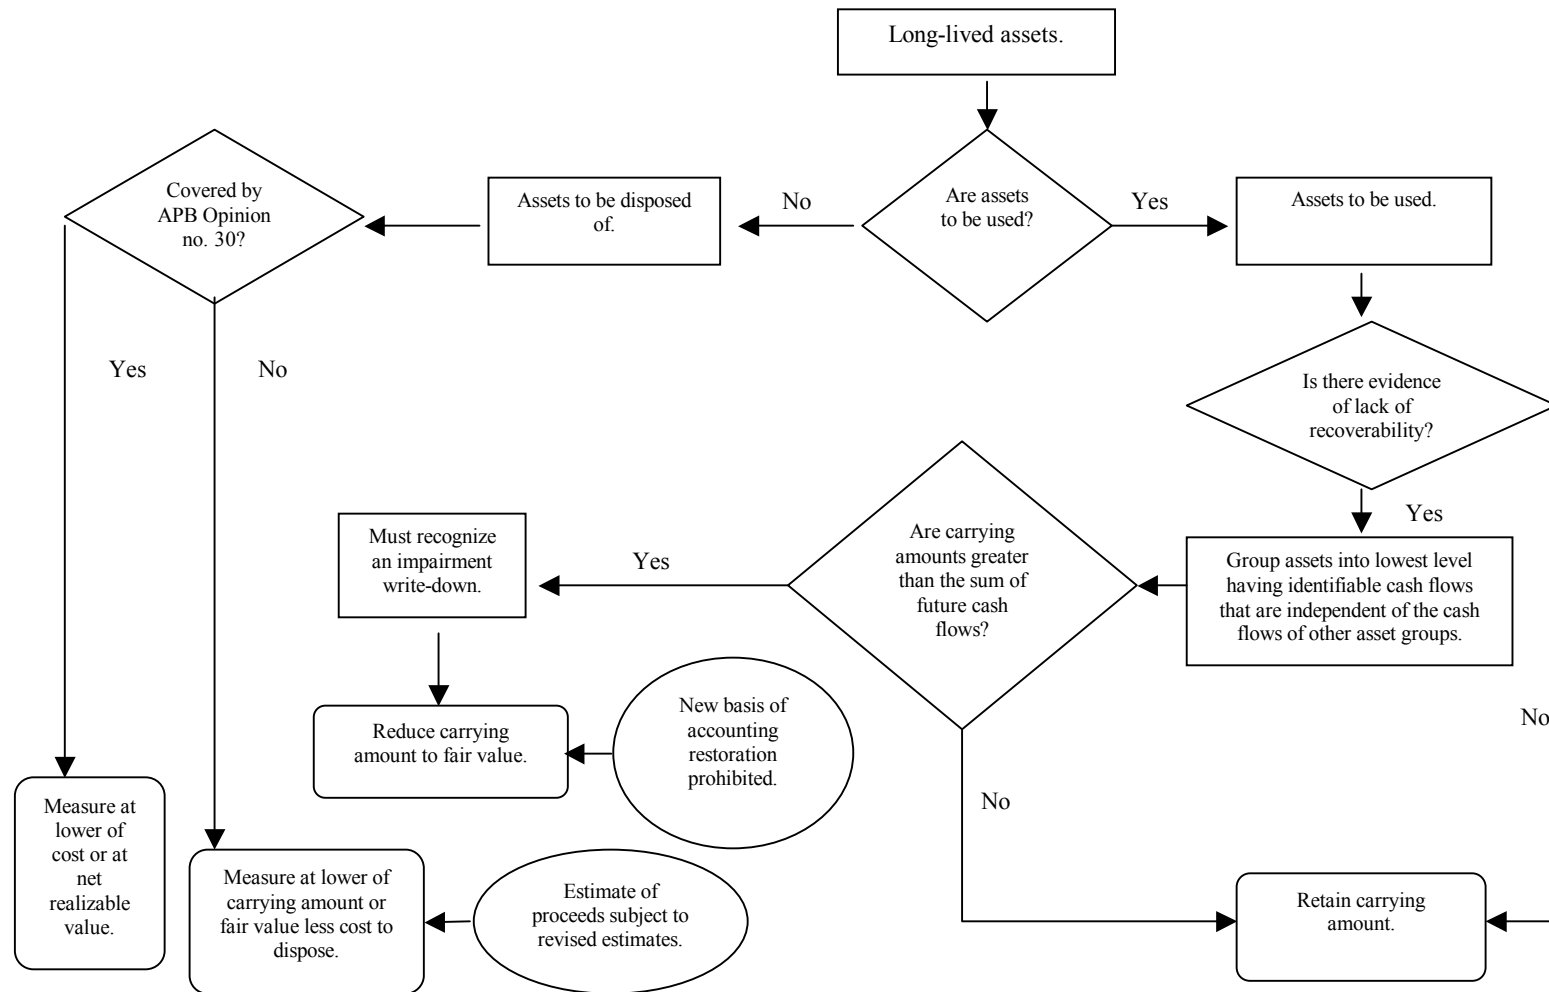 Long-lived assets.
Covered by
APB Opinion
no. 30?
Assets to be disposed
of.
No
Are assets
to be used?
Yes
Assets to be used.
Yes
No
Is there evidence
of lack of
recoverability?
Yes
Must recognize
an impairment
write-down.
Yes
Are carrying
amounts greater
than the sum of
future cash
flows?
Group assets into lowest level
having identifiable cash flows
that are independent of the cash
flows of other asset groups.
Reduce carrying
amount to fair value.
New basis of
accounting
restoration
prohibited.
No
No
Measure at
lower of
cost or at
net
realizable
value.
Measure at lower of
carrying amount or
fair value less cost to
dispose.
Estimate of
proceeds subject to
revised estimates.
Retain carrying
amount.